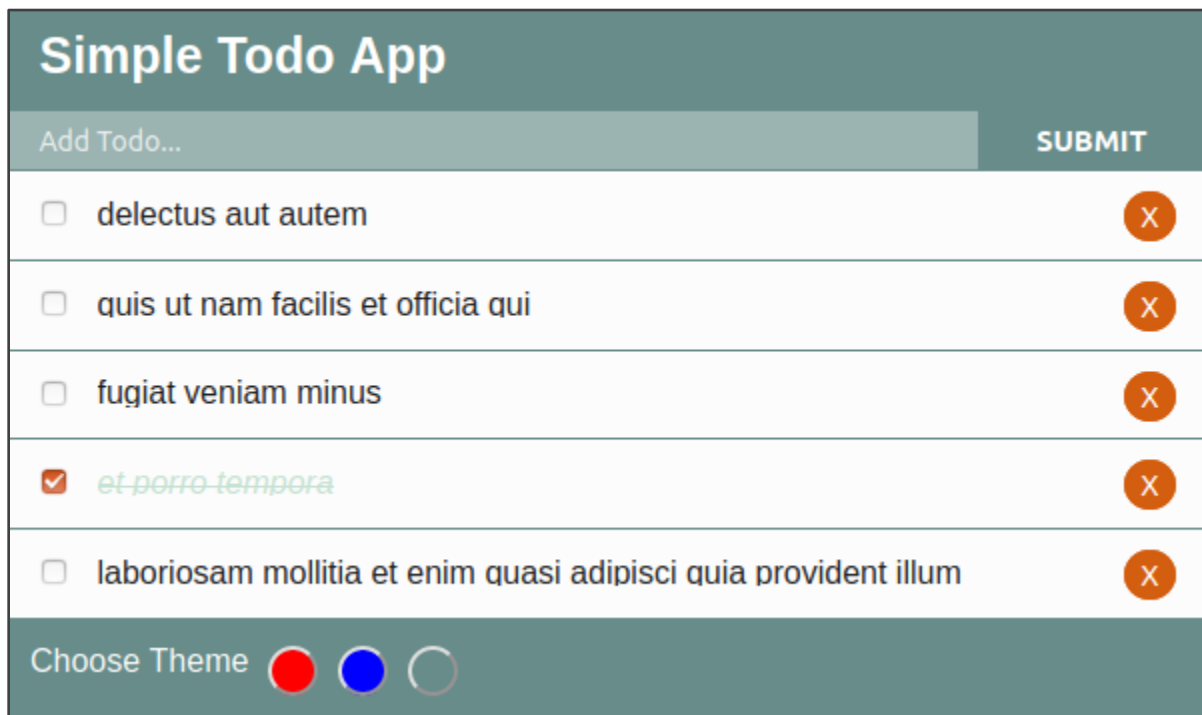 Simple Todo App
Add Todo... SUBMIT
delectus aut autem X
quis ut nam facilis et officia qui X
fugiat veniam minus X
et porro tempora X
laboriosam mollitia et enim quasi adipisci quia provident illum X
Choose Theme